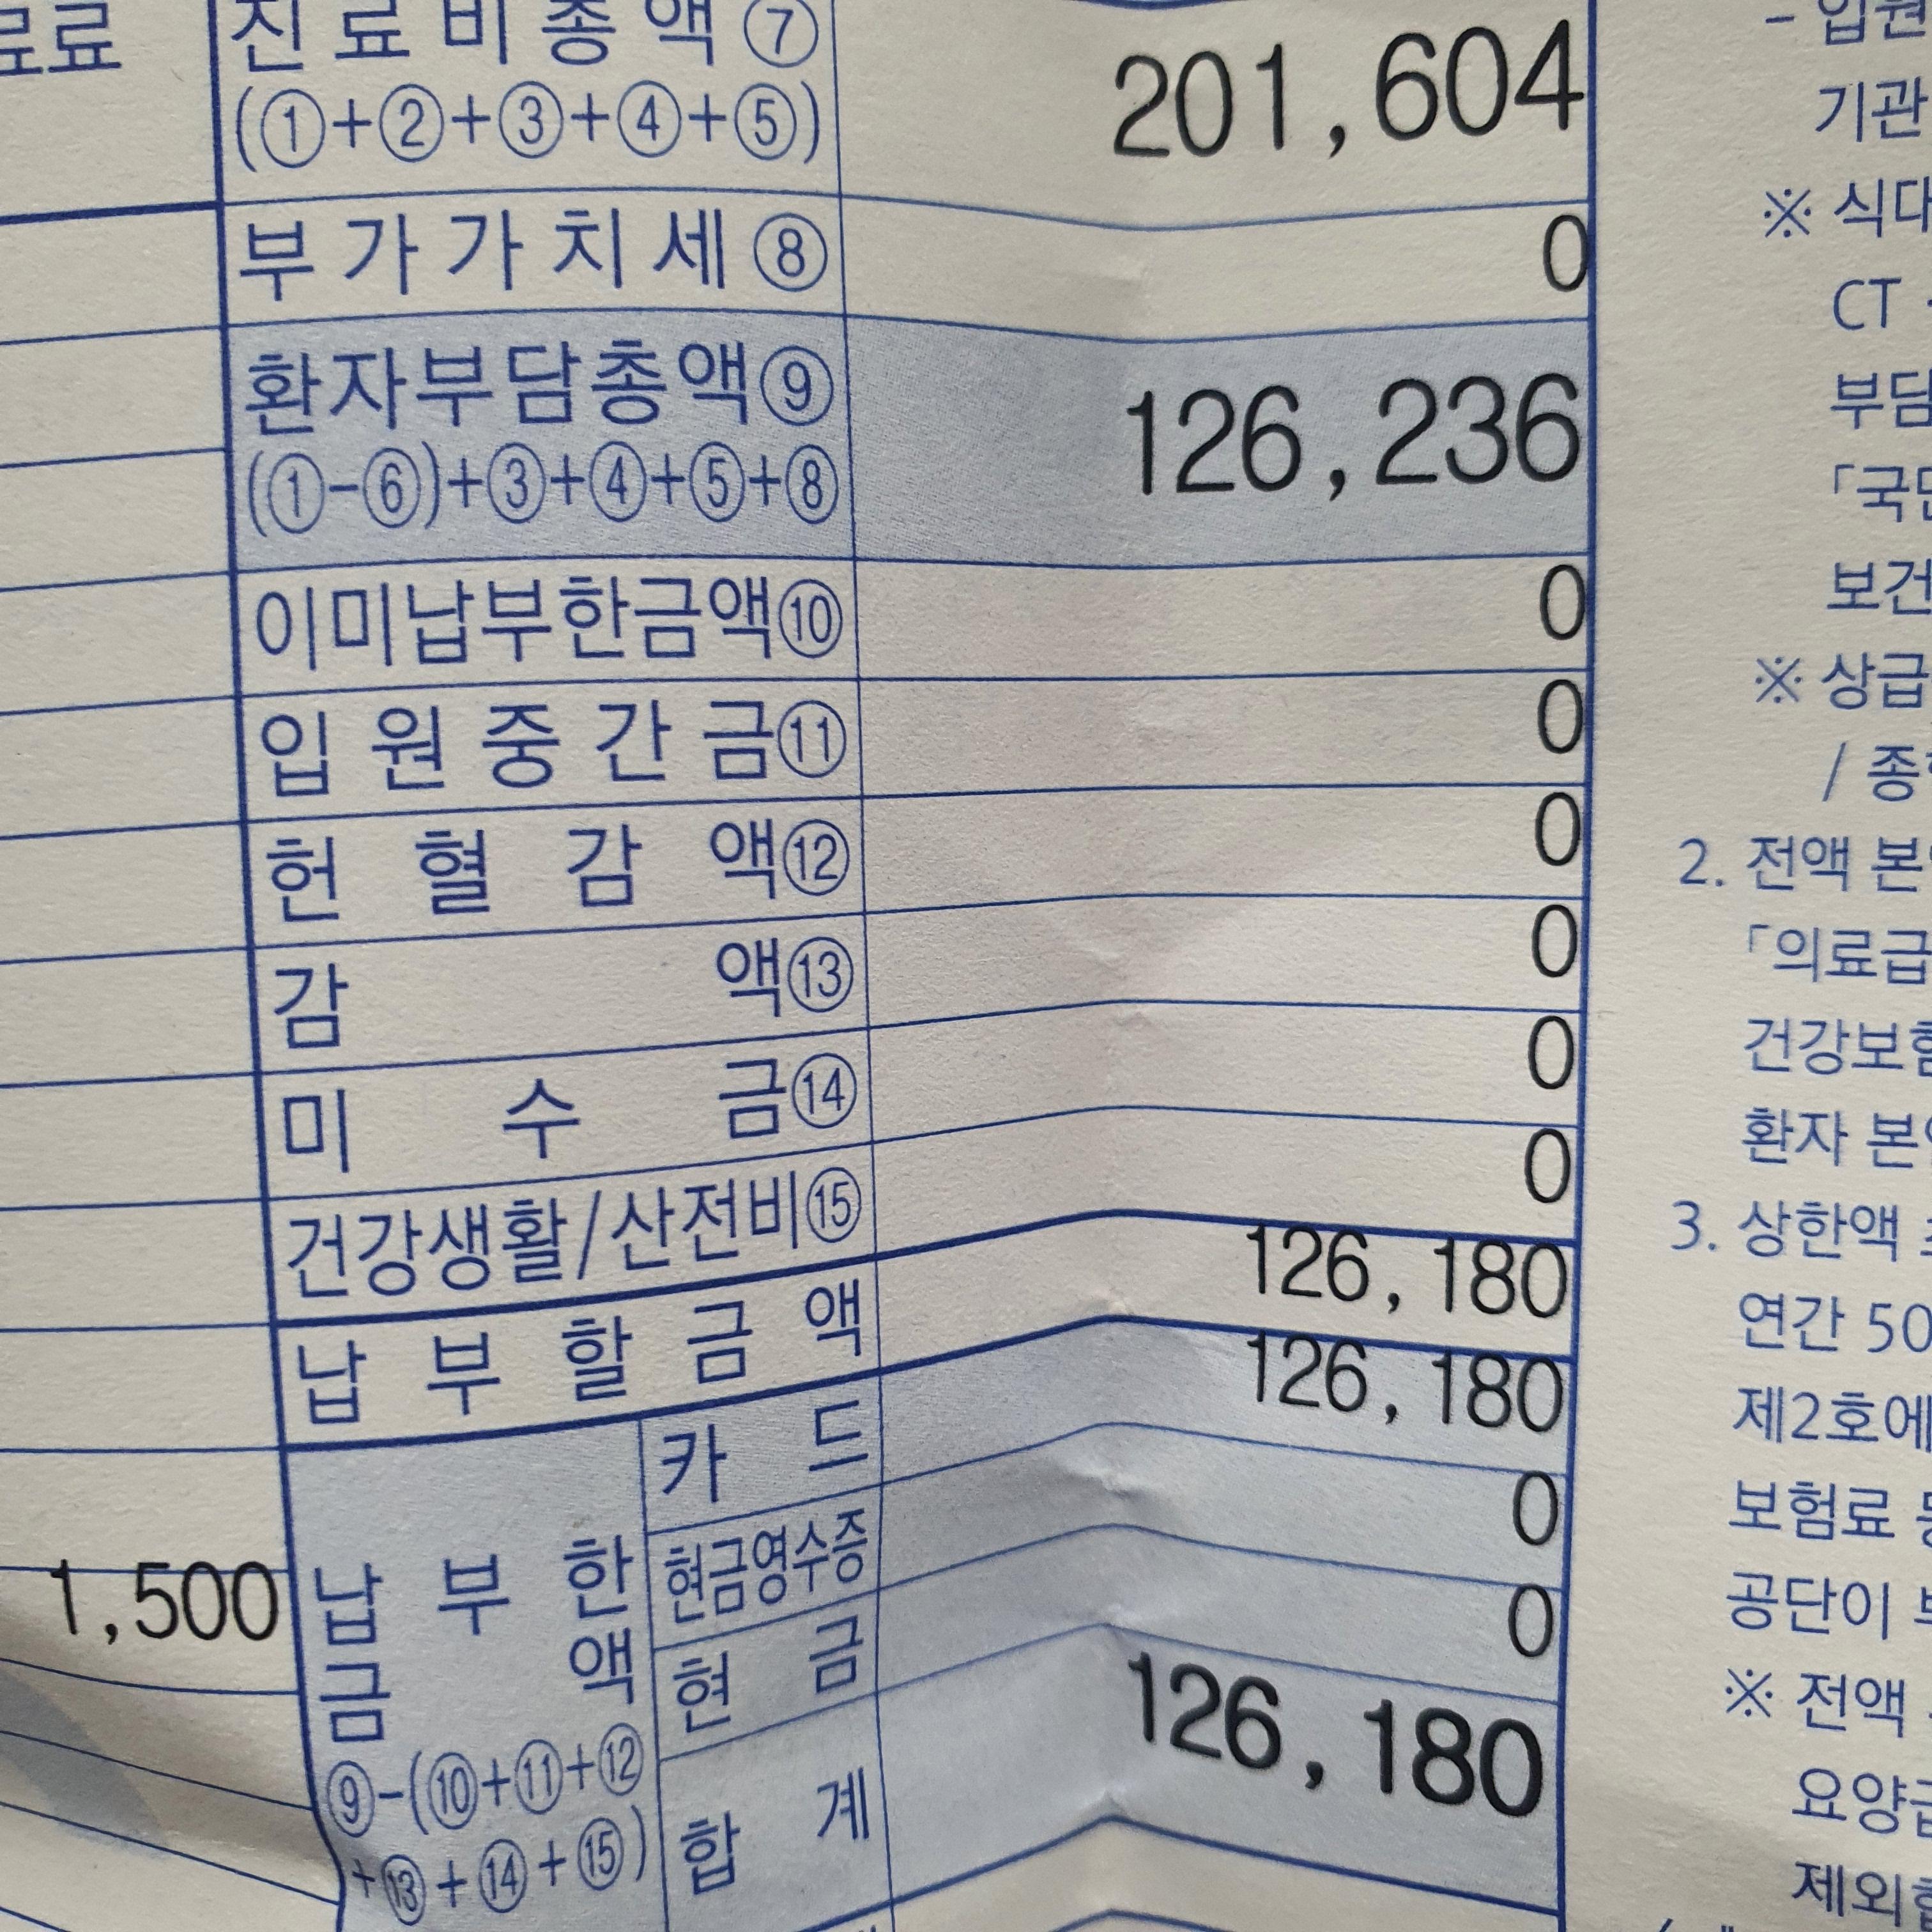 료료
진료비총액⑦ 201,604
(①+②+③+④+⑤)
부가가치세⑧ 0
환자부담총액⑨ 126,236
(①-⑥)+③+④+⑤+⑧
이미납부한금액⑩ 0
입원중간금⑪ 0
헌혈감액⑫ 0
감액⑬ 0
미수금⑭ 0
건강생활/산전비⑮ 0
납부할금액 126,180
카드 126,180
현금영수증 0
현금 0
합계 126,180
1,500
납부한
금액
⑨-(⑩+⑪+⑫
+⑬+⑭+⑮)
- 입원
기관
※ 식대
CT
부담
「국민
보건
※ 상급
/ 종합
2. 전액 본
「의료급
건강보험
환자 본인
3. 상한액
연간 50
제2호에
보험료
공단이
※ 전액
요양급
제외한